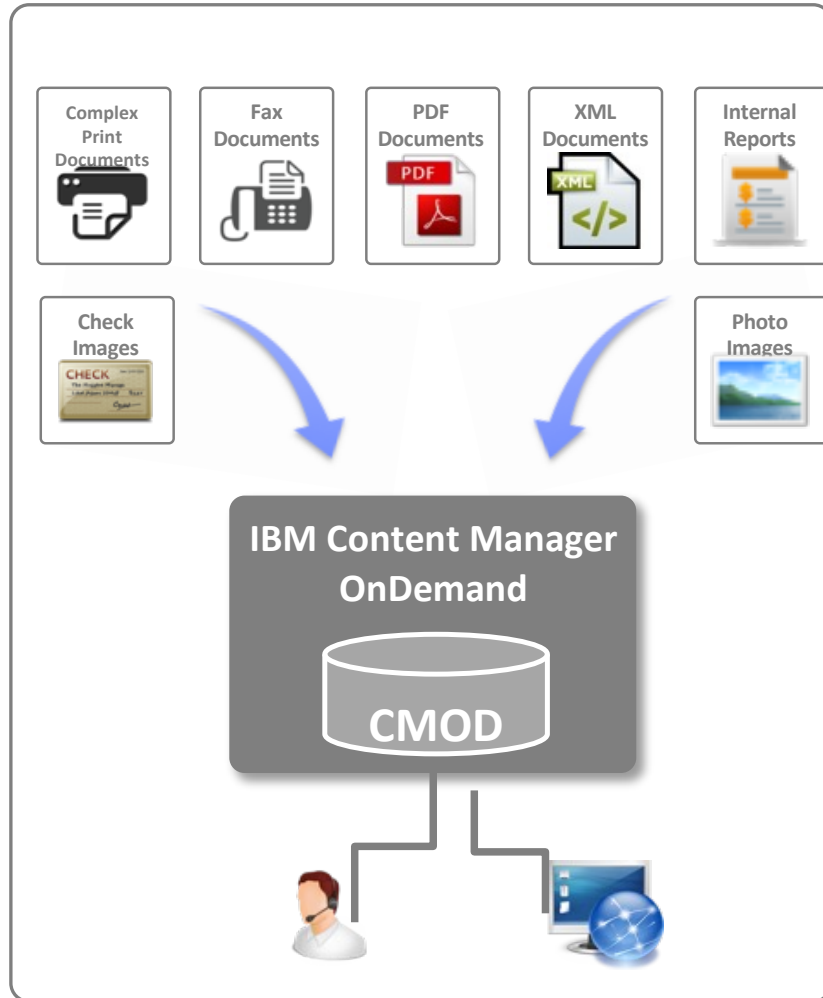 Complex
Print
Documents
Fax
Documents
PDF
Documents
PDF
XML
Documents
XML
</>
Internal
Reports
Check
Images
CHECK
Photo
Images
IBM Content Manager
OnDemand
CMOD